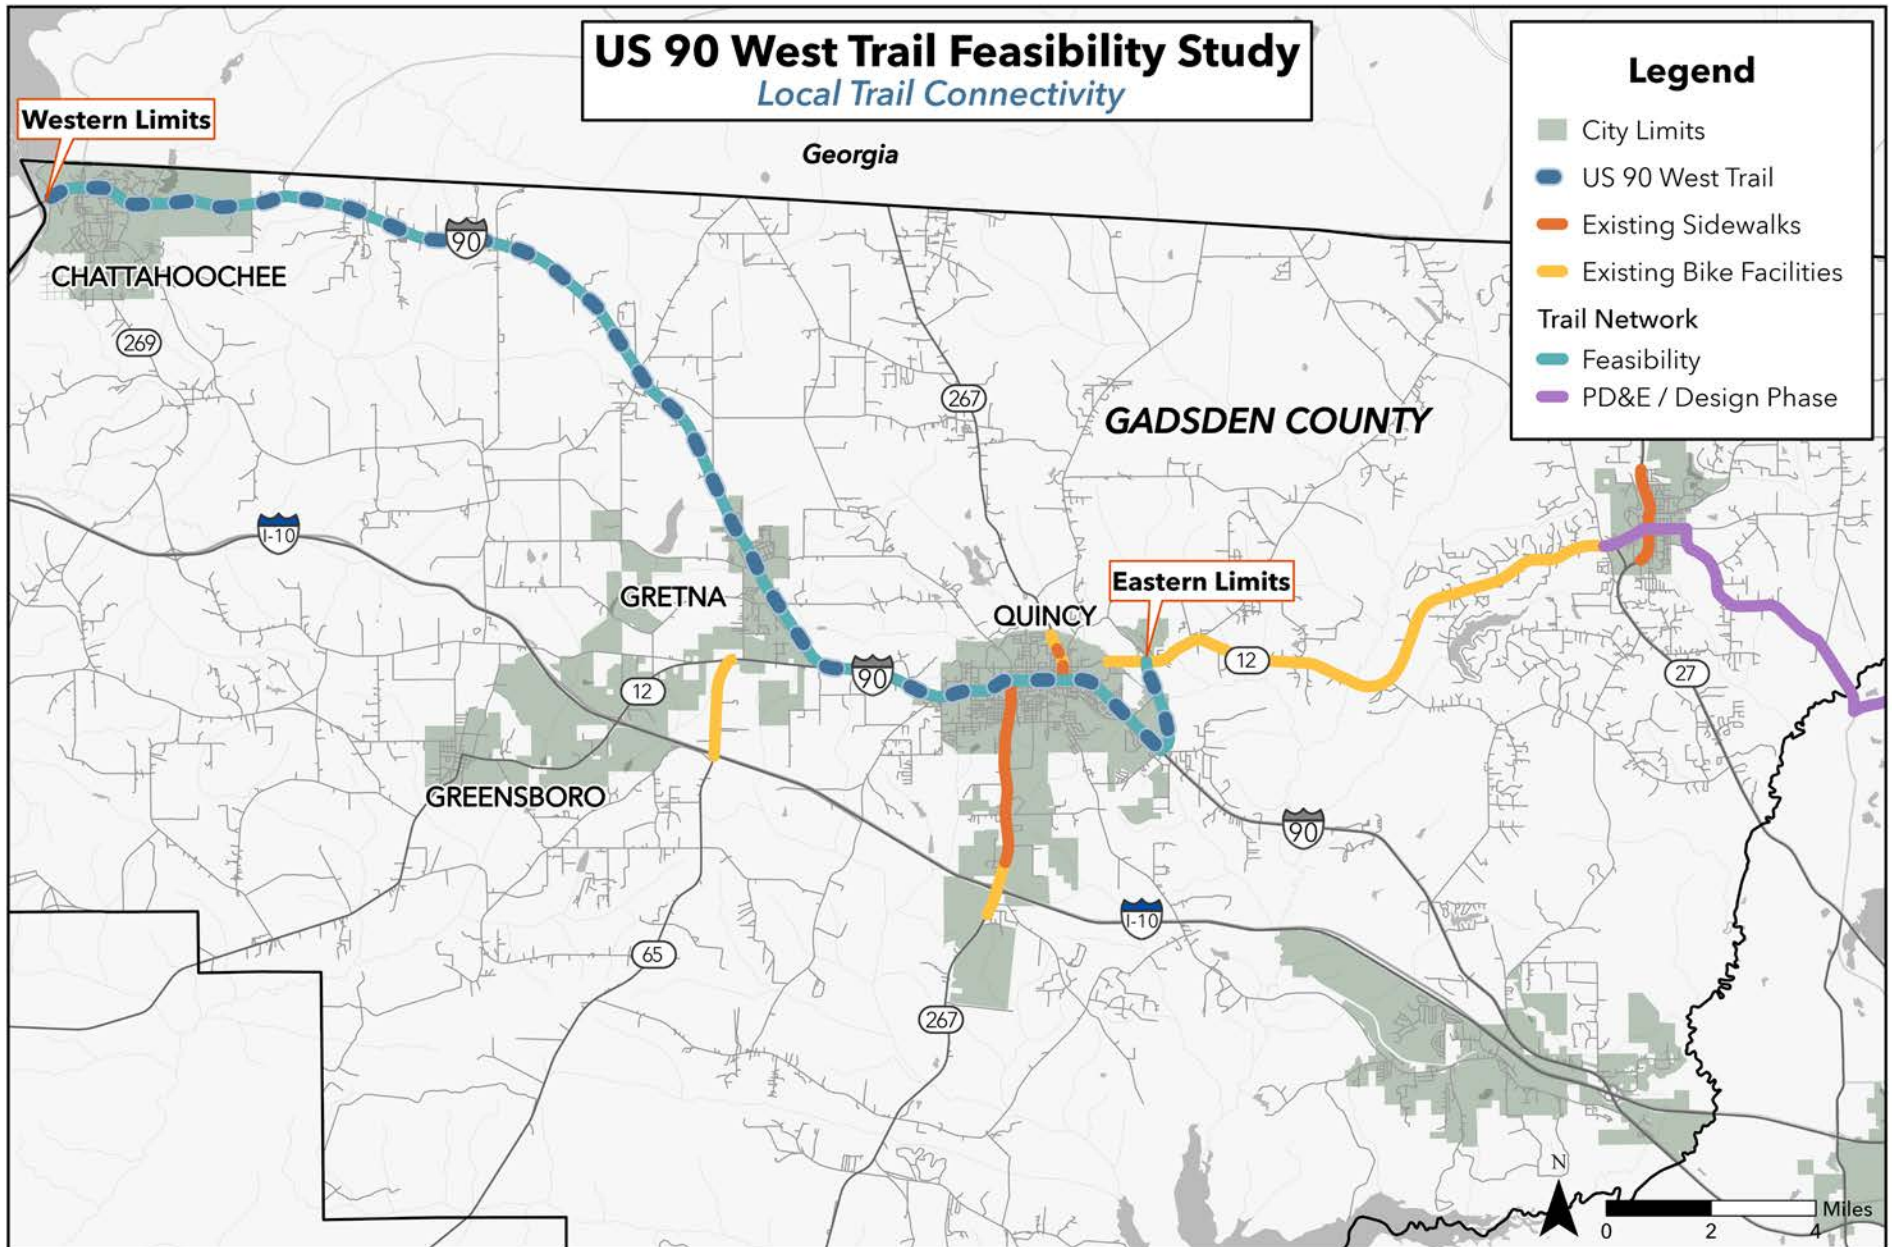 US 90 West Trail Feasibility Study
Local Trail Connectivity
Legend
City Limits
US 90 West Trail
Existing Sidewalks
Existing Bike Facilities
Trail Network
Feasibility
PD&E / Design Phase
Western Limits
Georgia
90
CHATTAHOOCHEE
269
267
GADSDEN COUNTY
I-10
GRETNA
QUINCY
Eastern Limits
12
90
12
27
GREENSBORO
90
I-10
65
267
N
Miles
0
2
4